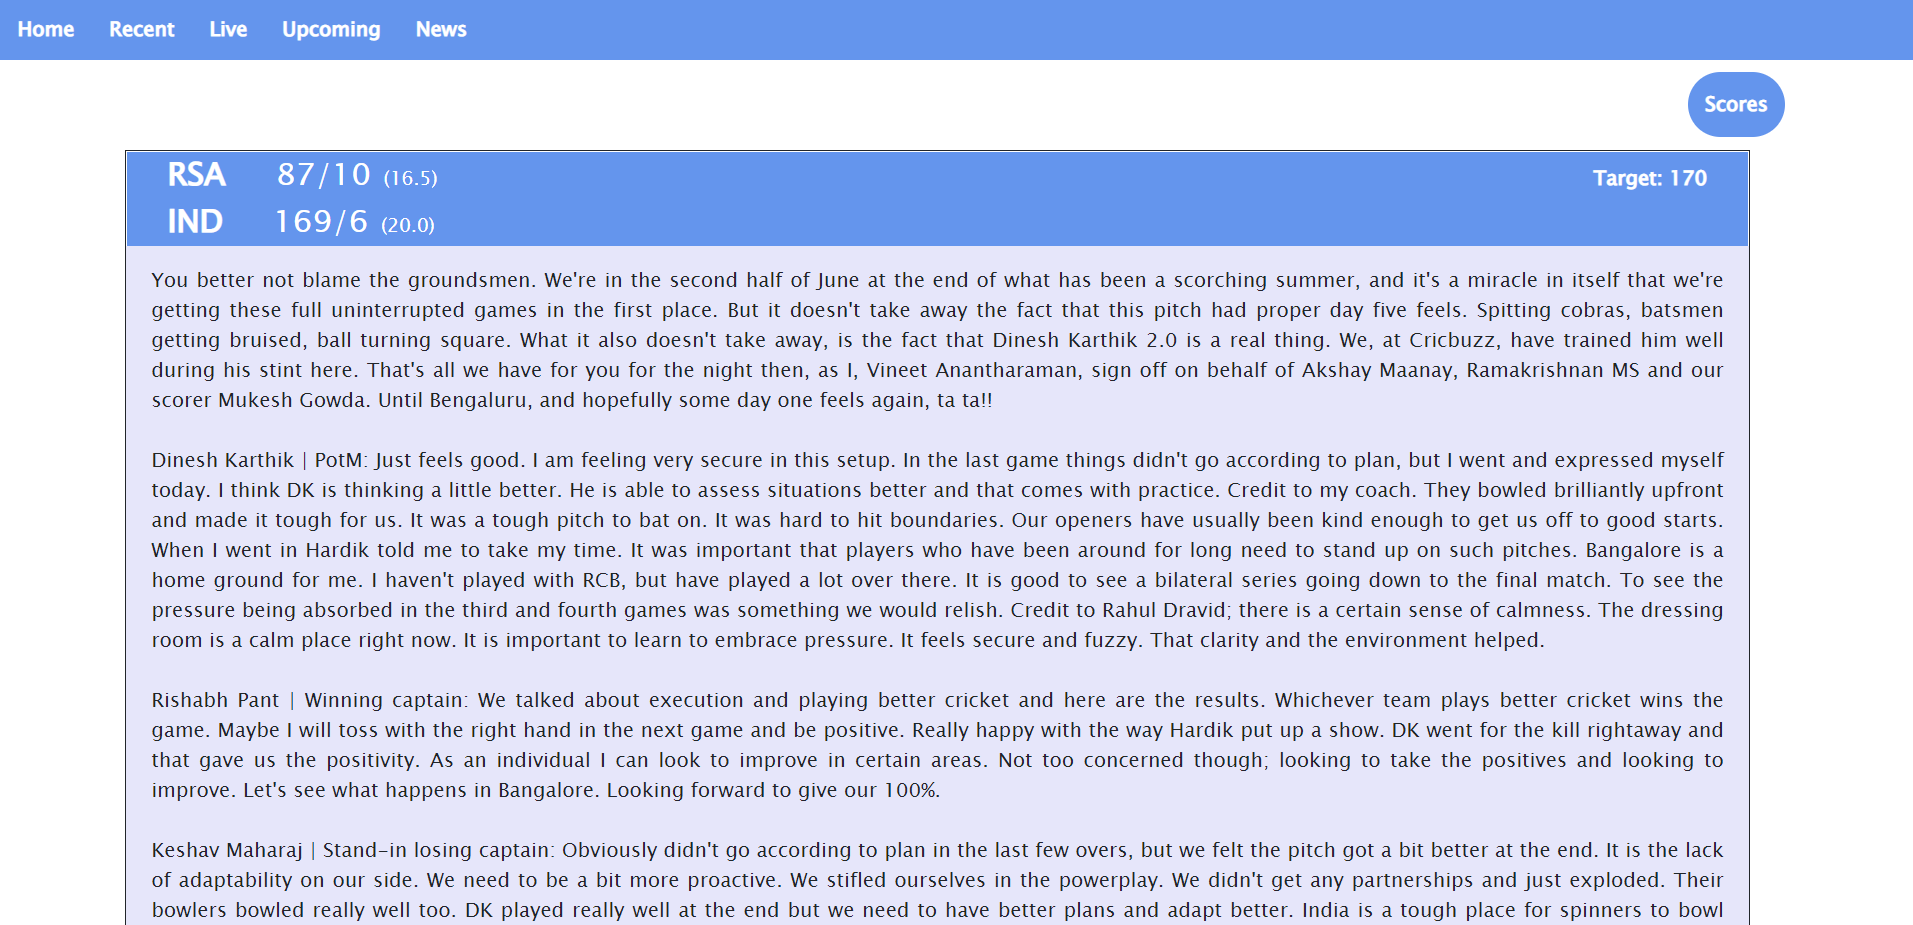 Home Recent Live Upcoming News
Scores
RSA 87/10 (16.5) Target: 170
IND 169/6 (20.0)
You better not blame the groundsmen. We're in the second half of June at the end of what has been a scorching summer, and it's a miracle in itself that we're
getting these full uninterrupted games in the first place. But it doesn't take away the fact that this pitch had proper day five feels. Spitting cobras, batsmen
getting bruised, ball turning square. What it also doesn't take away, is the fact that Dinesh Karthik 2.0 is a real thing. We, at Cricbuzz, have trained him well
during his stint here. That's all we have for you for the night then, as I, Vineet Anantharaman, sign off on behalf of Akshay Maanay, Ramakrishnan MS and our
scorer Mukesh Gowda. Until Bengaluru, and hopefully some day one feels again, ta ta!!
Dinesh Karthik | PotM: Just feels good. I am feeling very secure in this setup. In the last game things didn't go according to plan, but I went and expressed myself
today. I think DK is thinking a little better. He is able to assess situations better and that comes with practice. Credit to my coach. They bowled brilliantly upfront
and made it tough for us. It was a tough pitch to bat on. It was hard to hit boundaries. Our openers have usually been kind enough to get us off to good starts.
When I went in Hardik told me to take my time. It was important that players who have been around for long need to stand up on such pitches. Bangalore is a
home ground for me. I haven't played with RCB, but have played a lot over there. It is good to see a bilateral series going down to the final match. To see the
pressure being absorbed in the third and fourth games was something we would relish. Credit to Rahul Dravid; there is a certain sense of calmness. The dressing
room is a calm place right now. It is important to learn to embrace pressure. It feels secure and fuzzy. That clarity and the environment helped.
Rishabh Pant | Winning captain: We talked about execution and playing better cricket and here are the results. Whichever team plays better cricket wins the
game. Maybe I will toss with the right hand in the next game and be positive. Really happy with the way Hardik put up a show. DK went for the kill rightaway and
that gave us the positivity. As an individual I can look to improve in certain areas. Not too concerned though; looking to take the positives and looking to
improve. Let's see what happens in Bangalore. Looking forward to give our 100%.
Keshav Maharaj | Stand-in losing captain: Obviously didn't go according to plan in the last few overs, but we felt the pitch got a bit better at the end. It is the lack
of adaptability on our side. We need to be a bit more proactive. We stifled ourselves in the powerplay. We didn't get any partnerships and just exploded. Their
bowlers bowled really well too. DK played really well at the end but we need to have better plans and adapt better. India is a tough place for spinners to bowl